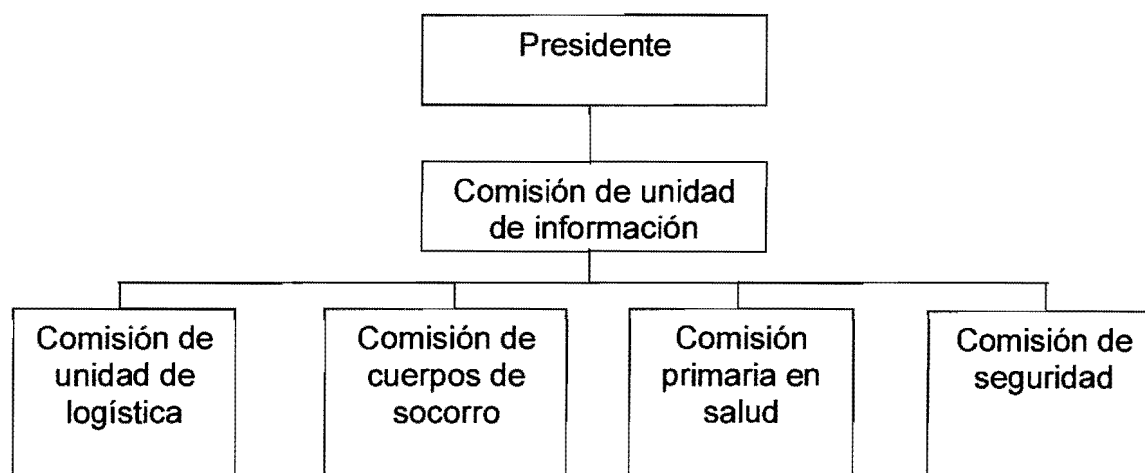 Presidente
Comisión de unidad
de información
Comisión de
unidad de
logística
Comisión de
cuerpos de
socorro
Comisión
primaria en
salud
Comisión de
seguridad